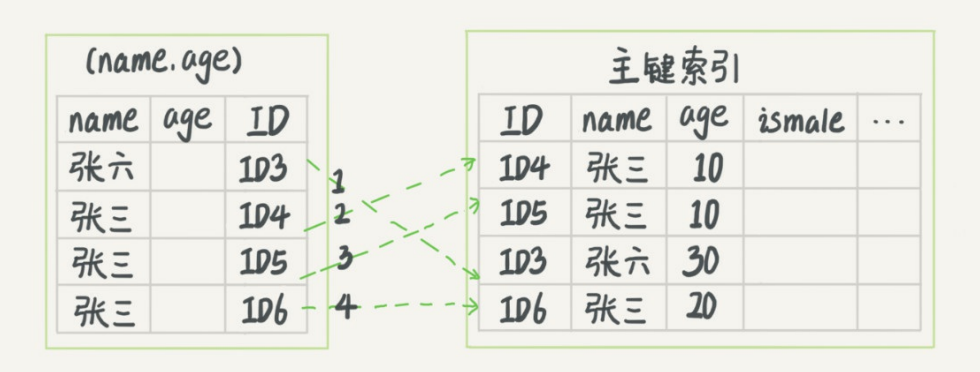 (name.age)
name age ID
张六 ID3
张三 ID4
张三 ID5
张三 ID6
1
2
3
4
主键索引
ID name age ismale ...
ID4 张三 10
ID5 张三 10
ID3 张六 30
ID6 张三 20